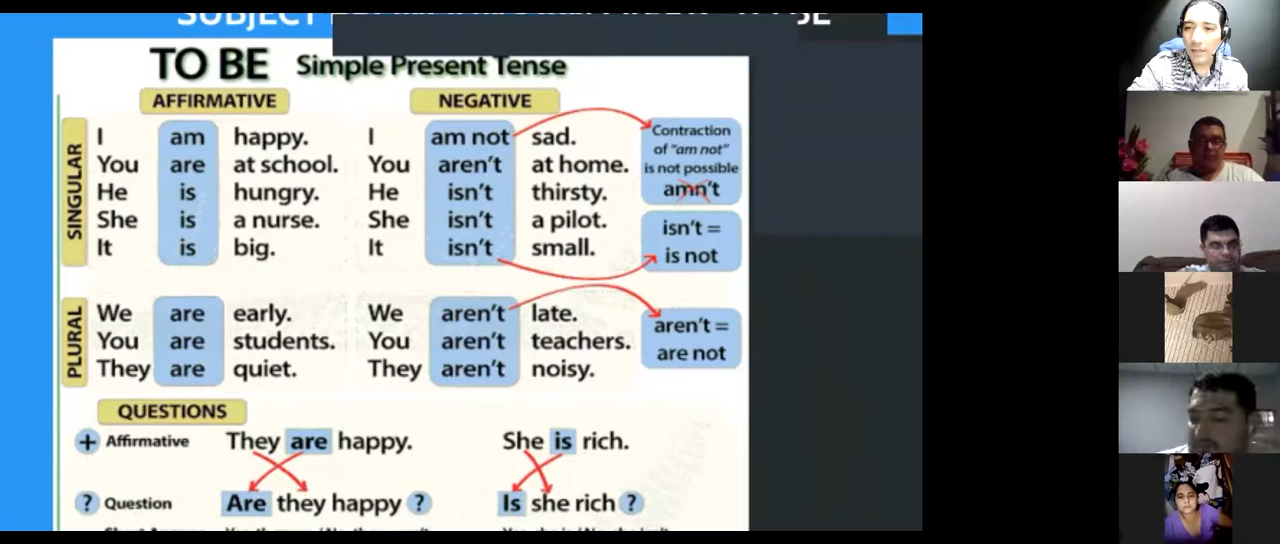 SUBJECT
TO BE Simple Present Tense
AFFIRMATIVE NEGATIVE
SINGULAR
I am happy. I am not sad.
You are at school. You aren't at home.
He is hungry. He isn't thirsty.
She is a nurse. She isn't a pilot.
It is big. It isn't small.
Contraction
of "am not"
is not possible
amn't
isn't =
is not
PLURAL
We are early. We aren't late.
You are students. You aren't teachers.
They are quiet. They aren't noisy.
aren't =
are not
QUESTIONS
+ Affirmative They are happy. She is rich.
? Question Are they happy ? Is she rich ?